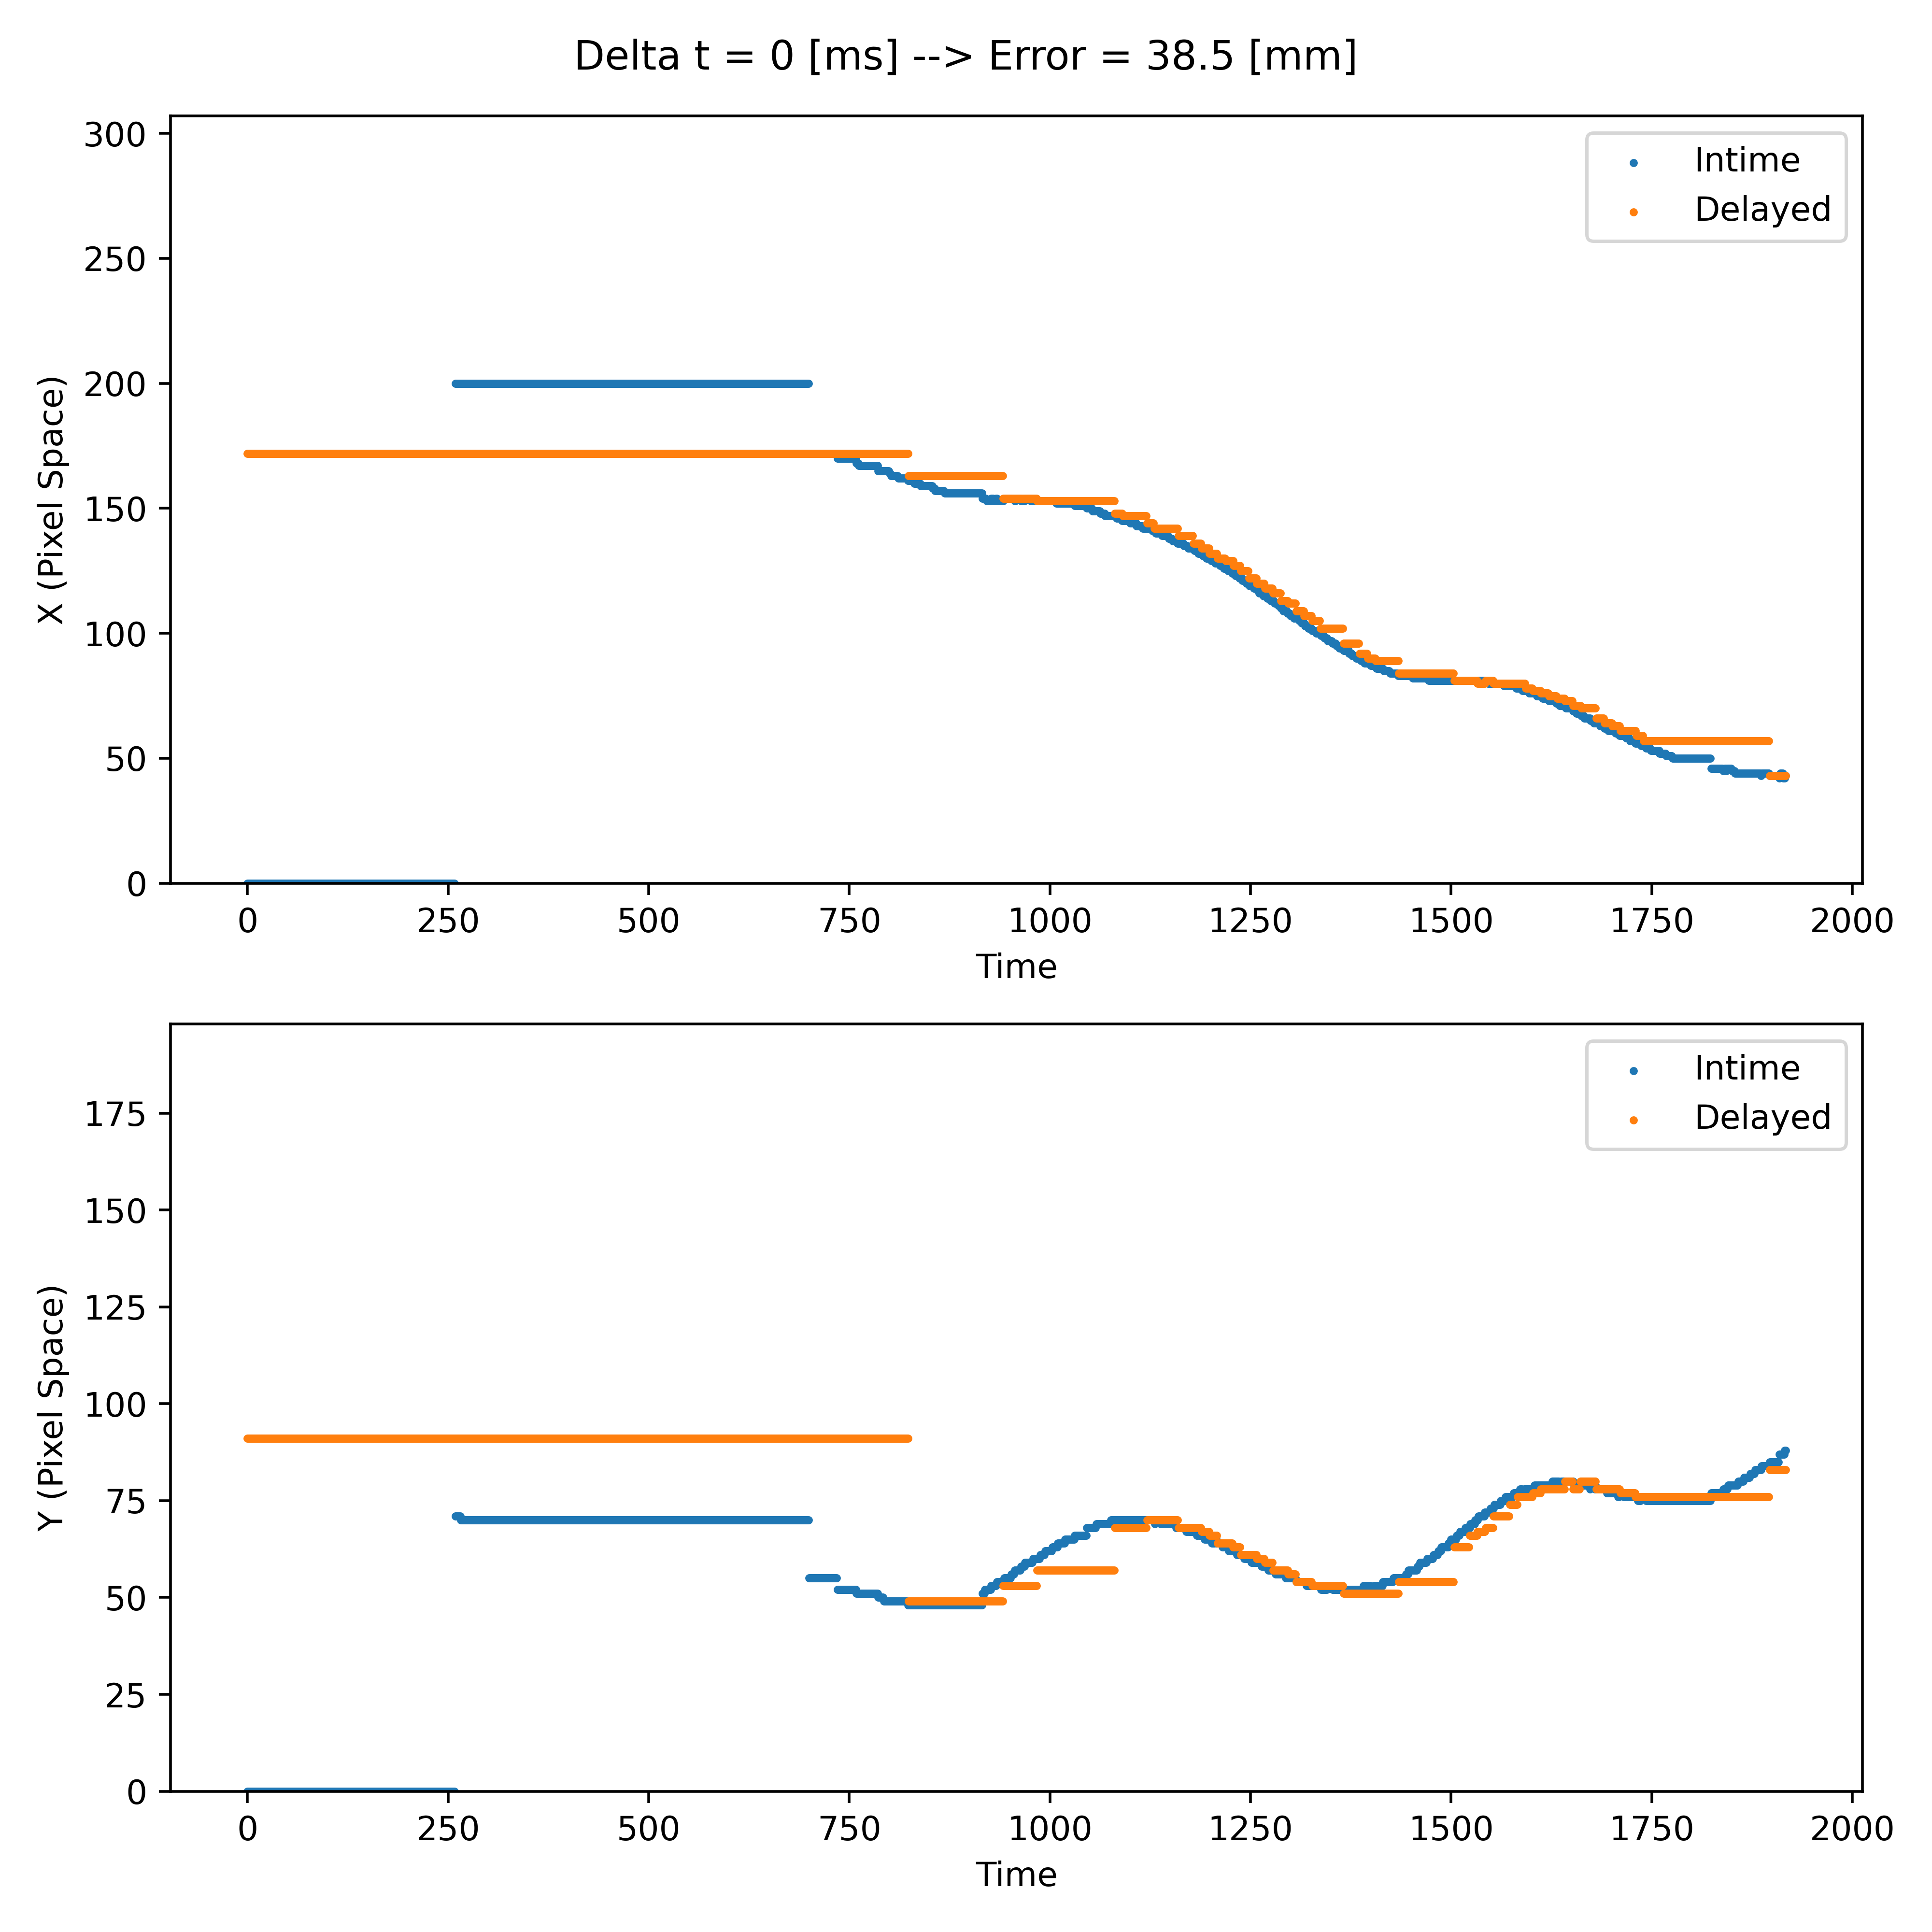 Delta t = 0 [ms] --> Error = 38.5 [mm]
300
250
200
150
100
50
0
X (Pixel Space)
Intime
Delayed
0 250 500 750 1000 1250 1500 1750 2000
Time
175
150
125
100
75
50
25
0
Y (Pixel Space)
Intime
Delayed
0 250 500 750 1000 1250 1500 1750 2000
Time